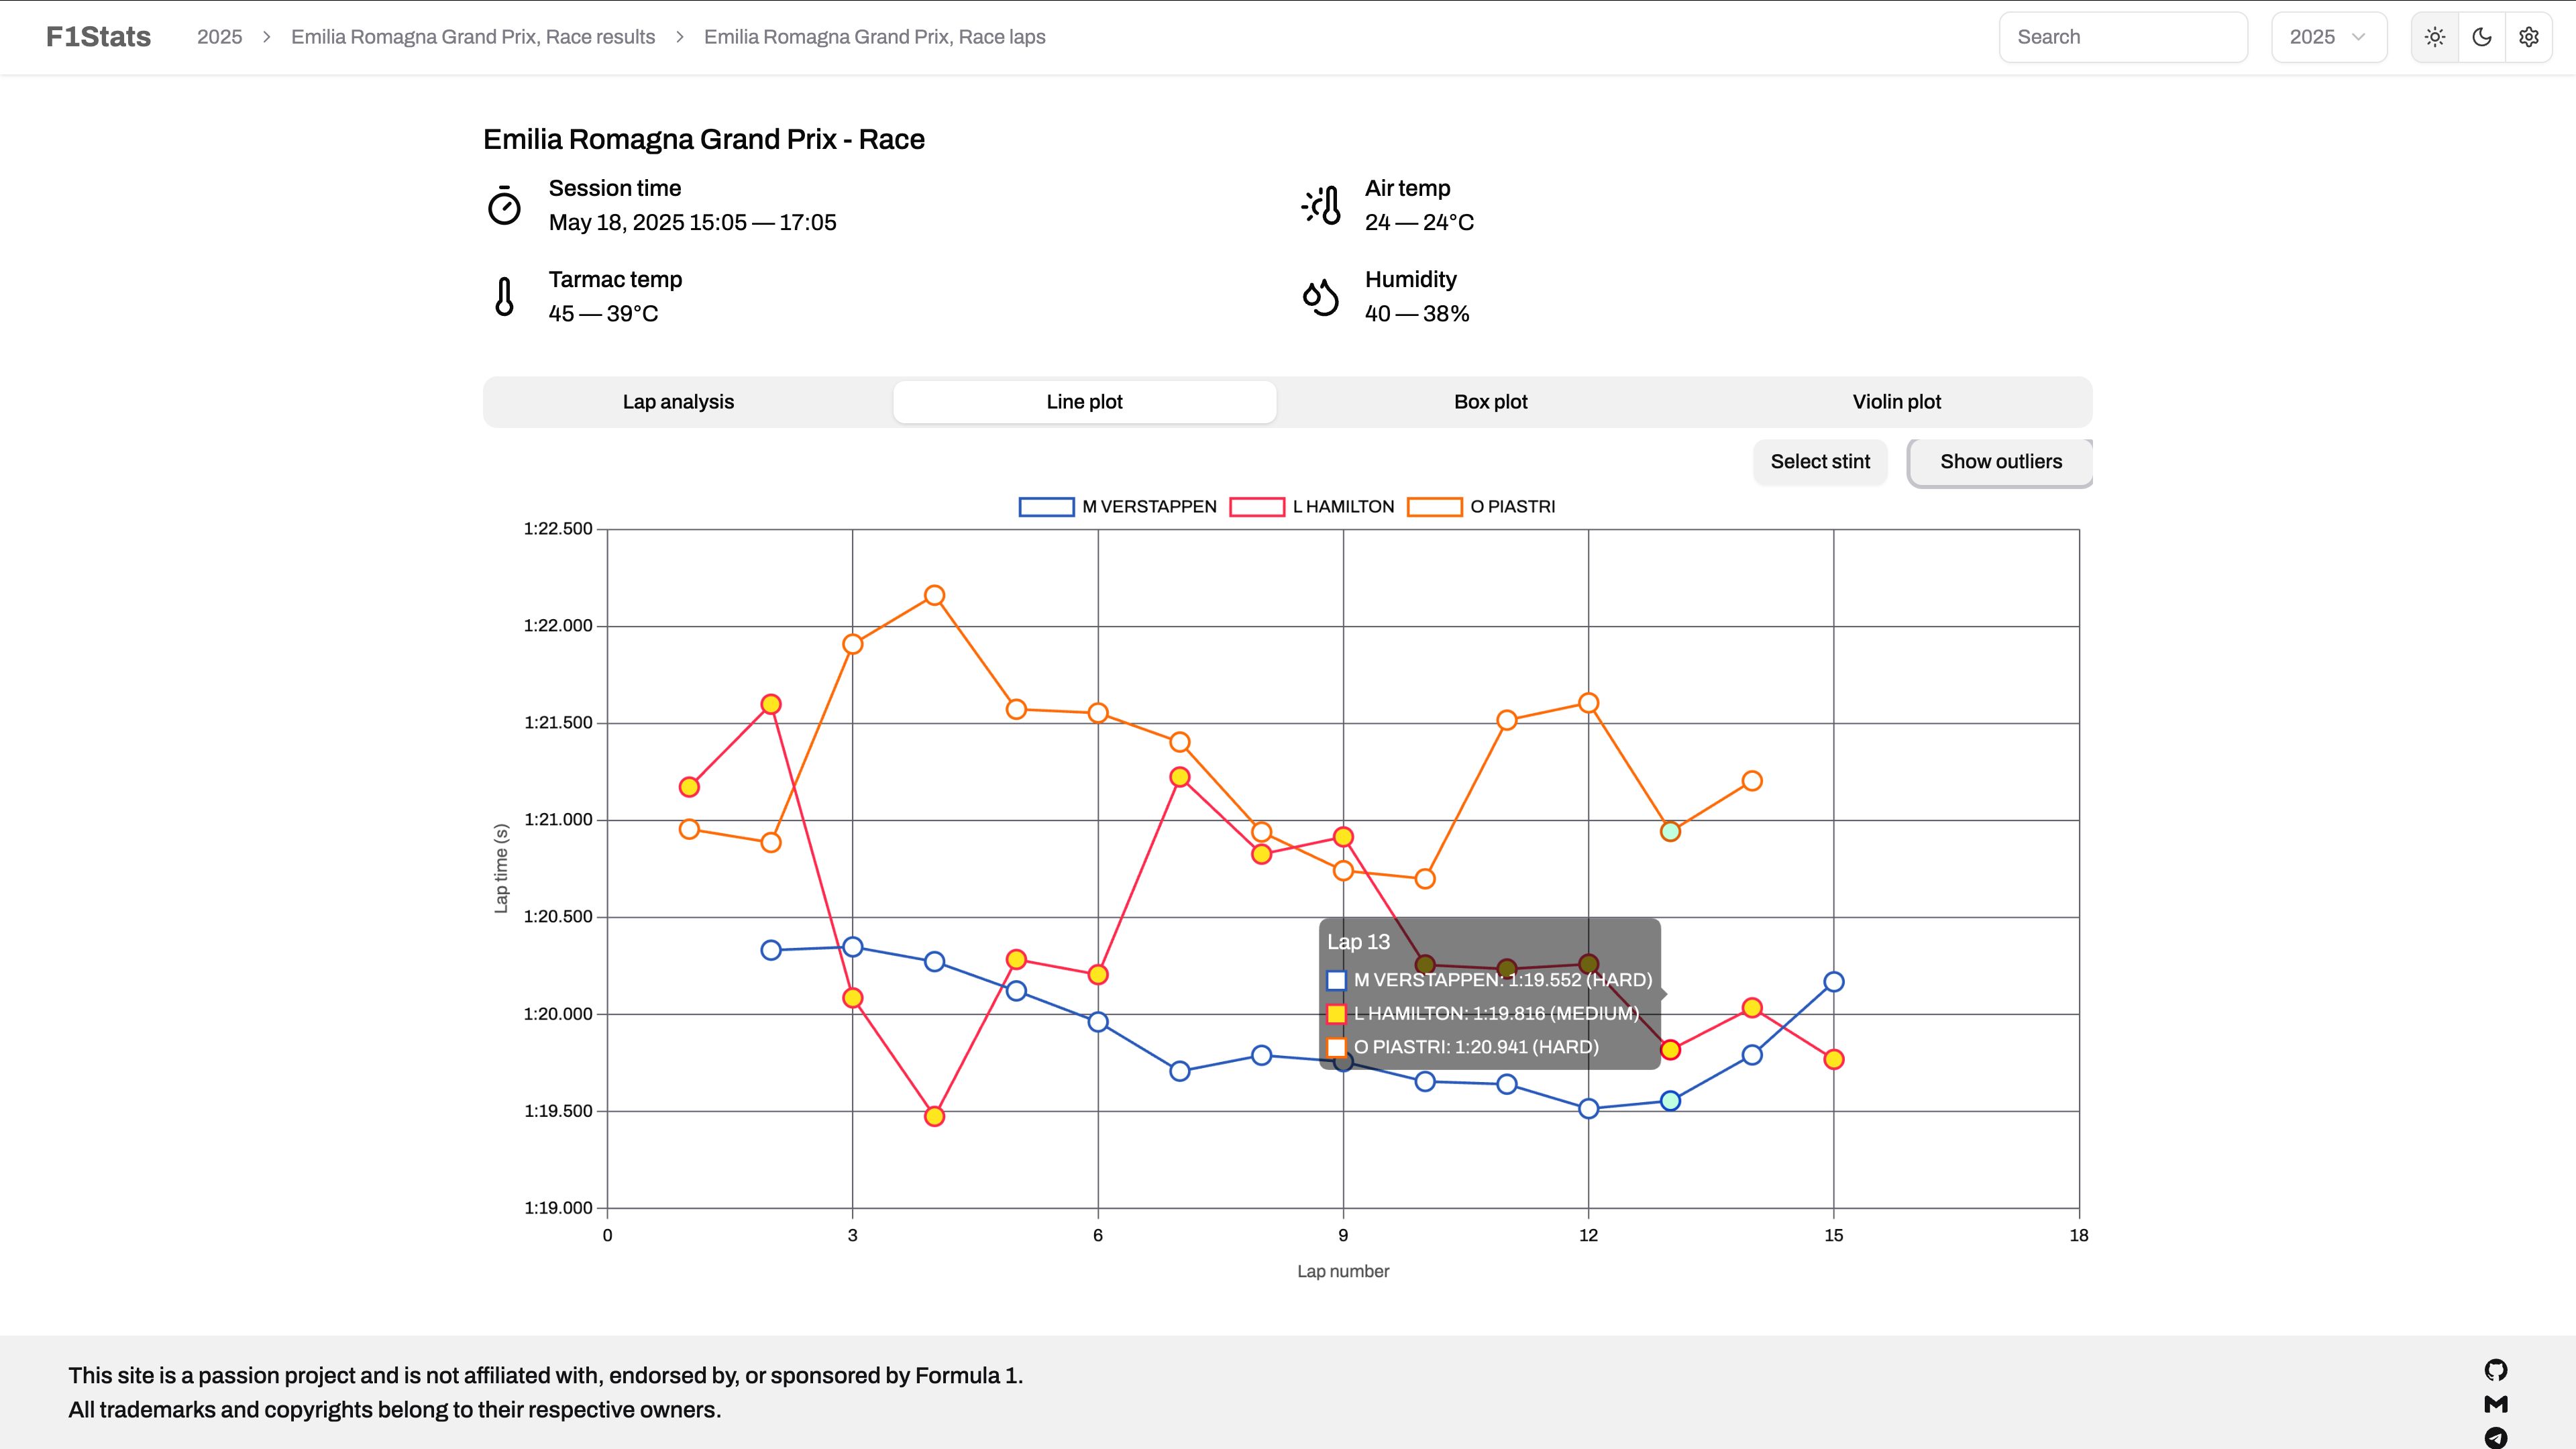 F1Stats 2025 Emilia Romagna Grand Prix, Race results Emilia Romagna Grand Prix, Race laps Search 2025
Emilia Romagna Grand Prix - Race
Session time
May 18, 2025 15:05 — 17:05
Air temp
24 — 24°C
Tarmac temp
45 — 39°C
Humidity
40 — 38%
Lap analysis Line plot Box plot Violin plot
Select stint Show outliers
M VERSTAPPEN L HAMILTON O PIASTRI
1:22.500
1:22.000
1:21.500
1:21.000
1:20.500
1:20.000
1:19.500
1:19.000
Lap time (s)
Lap 13
M VERSTAPPEN: 1:19.552 (HARD)
L HAMILTON: 1:19.816 (MEDIUM)
O PIASTRI: 1:20.941 (HARD)
0 3 6 9 12 15 18
Lap number
This site is a passion project and is not affiliated with, endorsed by, or sponsored by Formula 1.
All trademarks and copyrights belong to their respective owners.